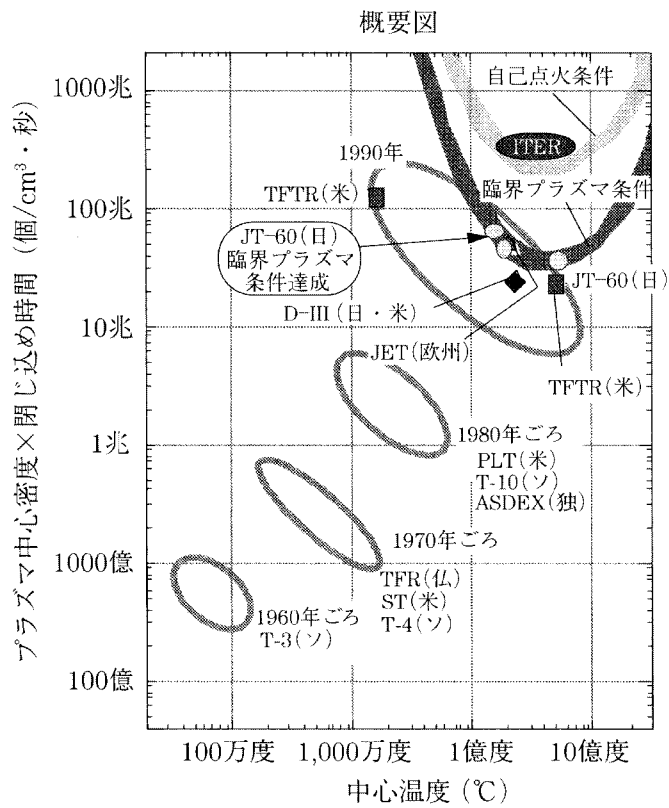 概要図
プラズマ中心密度×閉じ込め時間（個/cm³・秒）
1000兆
100兆
10兆
1兆
1000億
100億
自己点火条件
ITER
1990年
TFTR(米)
臨界プラズマ条件
JT-60(日)
臨界プラズマ
条件達成
JT-60(日)
D-III(日・米)
JET(欧州)
TFTR(米)
1980年ごろ
PLT(米)
T-10(ソ)
ASDEX(独)
1970年ごろ
TFR(仏)
ST(米)
T-4(ソ)
1960年ごろ
T-3(ソ)
100万度
1,000万度
1億度
10億度
中心温度(℃)